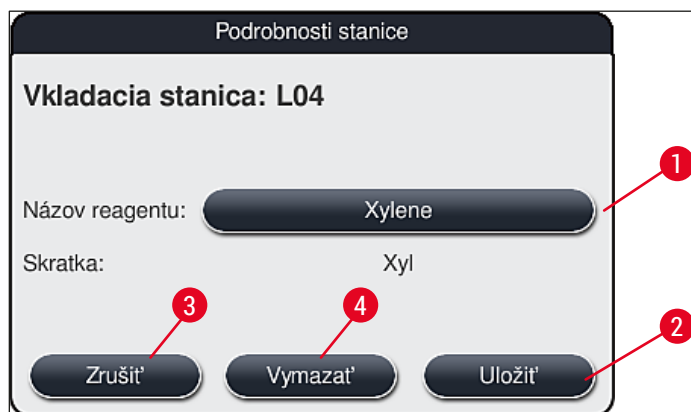 Podrobnosti stanice
Vkladacia stanica: L04
1
Názov reagentu: Xylene
Skratka: Xyl
3 4
2
Zrušiť Vymazať Uložiť